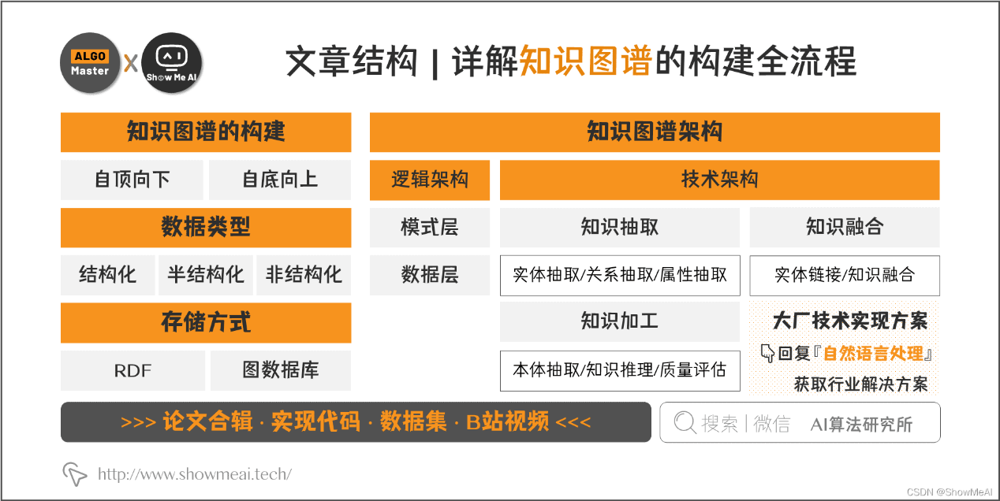 ALGO
Master
X
Show Me AI
文章结构 | 详解知识图谱的构建全流程
知识图谱的构建
自顶向下
自底向上
数据类型
结构化
半结构化
非结构化
存储方式
RDF
图数据库
知识图谱架构
逻辑架构
技术架构
模式层
数据层
知识抽取
实体抽取/关系抽取/属性抽取
知识融合
实体链接/知识融合
知识加工
本体抽取/知识推理/质量评估
大厂技术实现方案
回复『自然语言处理』
获取行业解决方案
>>> 论文合辑 · 实现代码 · 数据集 · B站视频 <<<
搜索 | 微信 AI算法研究所
http://www.showmeai.tech/
CSDN @ShowMeAI